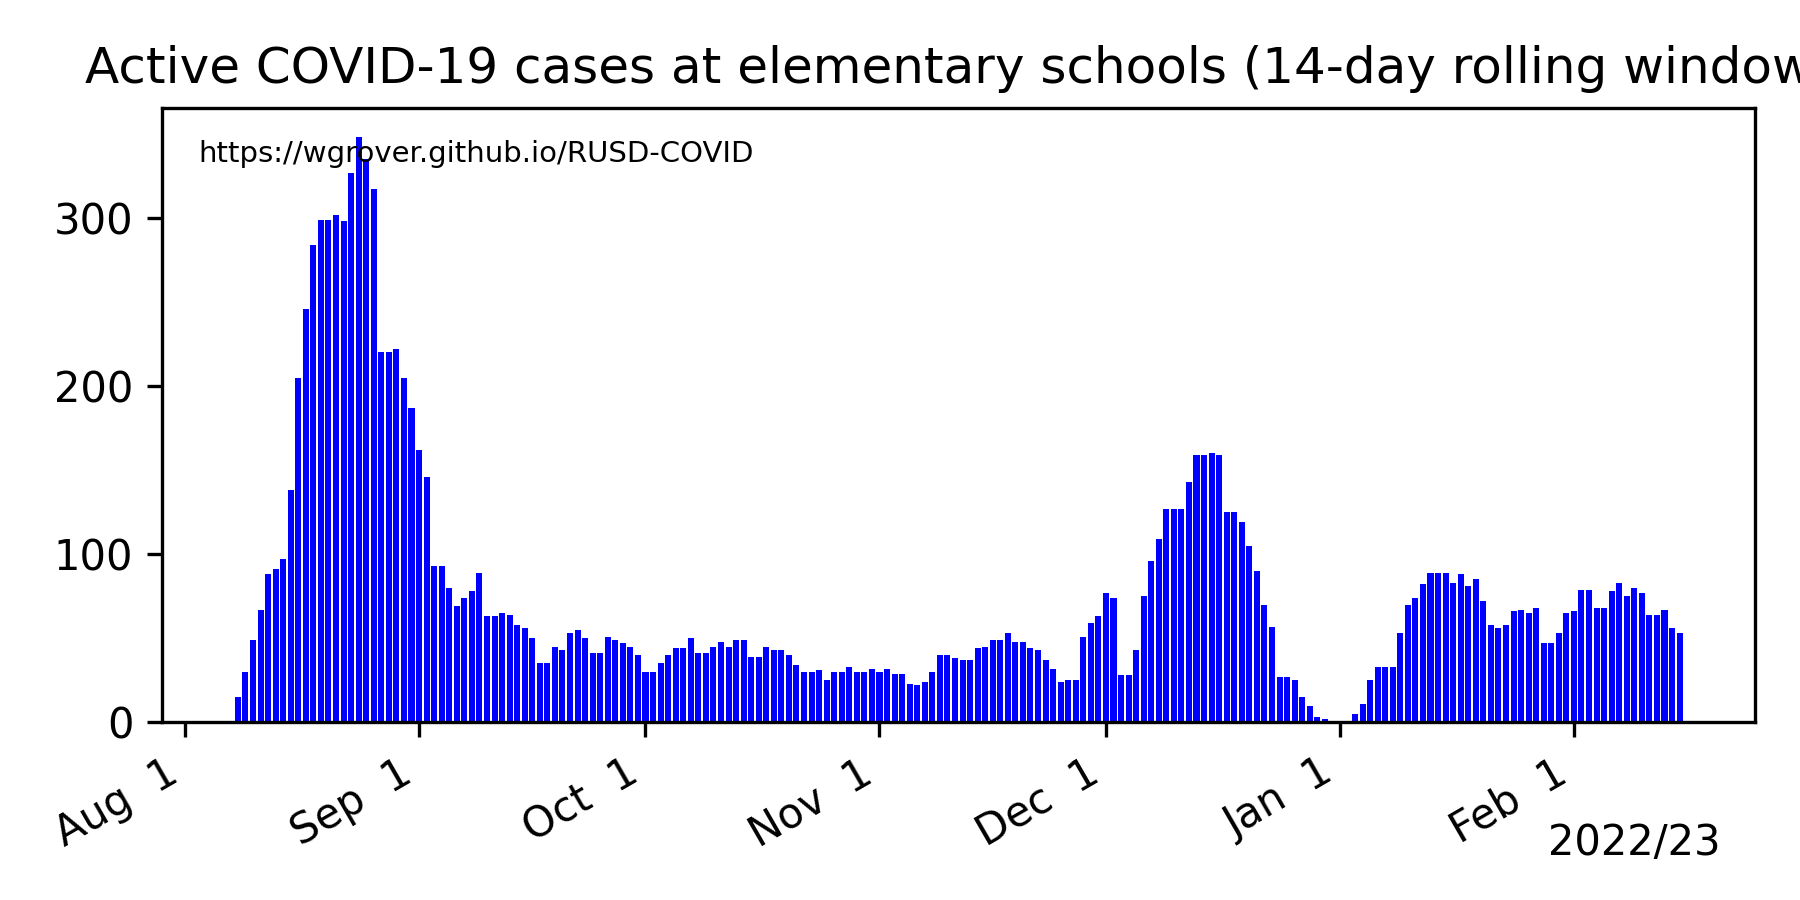 Active COVID-19 cases at elementary schools (14-day rolling window
https://wgrover.github.io/RUSD-COVID
300
200
100
0
Aug 1
Sep 1
Oct 1
Nov 1
Dec 1
Jan 1
Feb 1
2022/23